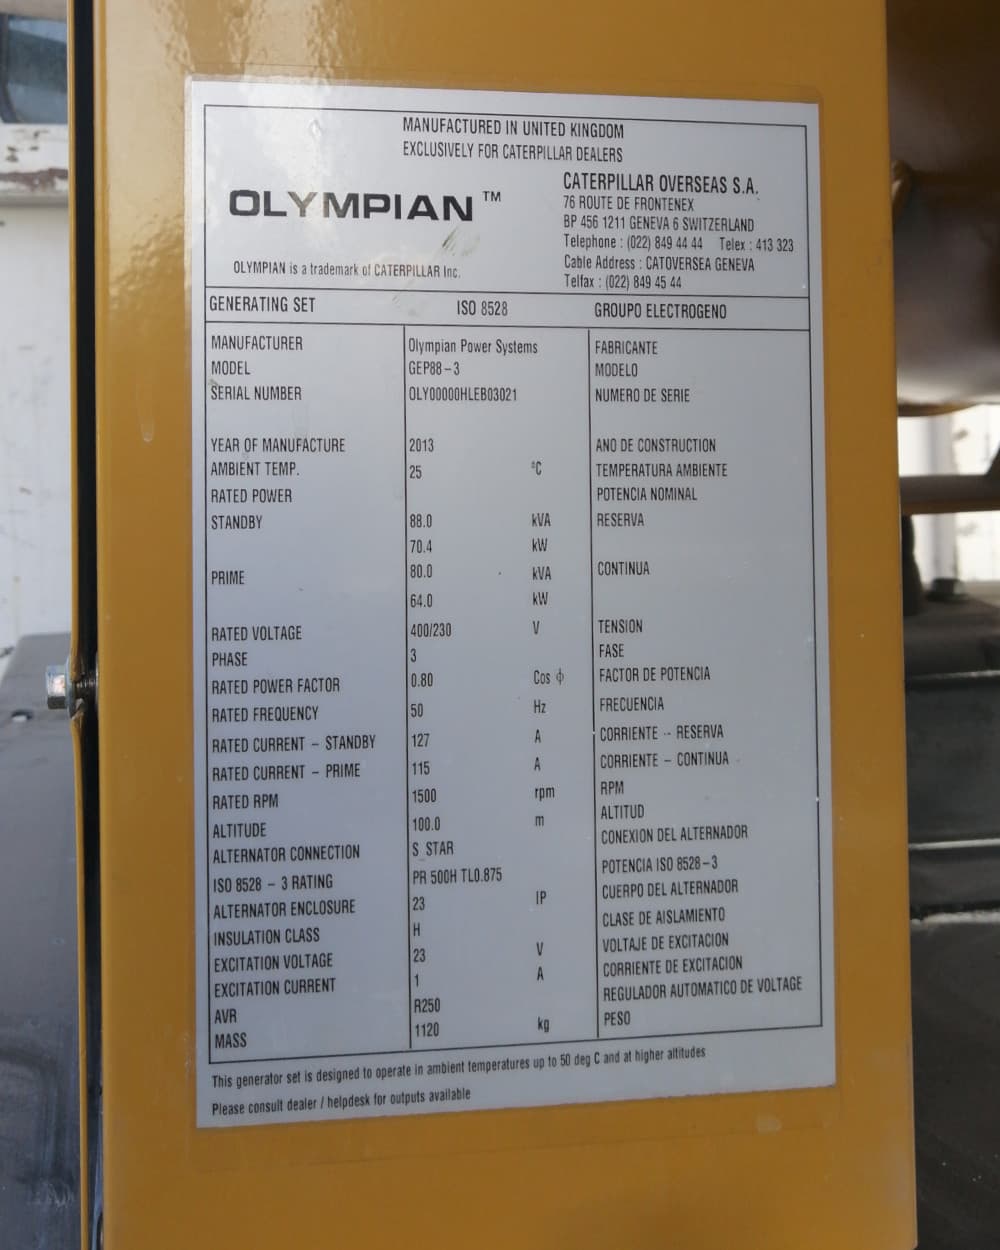 MANUFACTURED IN UNITED KINGDOM
EXCLUSIVELY FOR CATERPILLAR DEALERS
OLYMPIAN™
OLYMPIAN is a trademark of CATERPILLAR Inc.
CATERPILLAR OVERSEAS S.A.
76 ROUTE DE FRONTENEX
BP 456 1211 GENEVA 6 SWITZERLAND
Telephone : (022) 849 44 44 Telex : 413 323
Cable Address : CATOVERSEA GENEVA
Telfax : (022) 849 45 44
GENERATING SET ISO 8528 GROUPO ELECTROGENO
MANUFACTURER Olympian Power Systems FABRICANTE
MODEL GEP88-3 MODELO
SERIAL NUMBER OLY00000HLEB03021 NUMERO DE SERIE
YEAR OF MANUFACTURE 2013 ANO DE CONSTRUCTION
AMBIENT TEMP. 25 °C TEMPERATURA AMBIENTE
RATED POWER POTENCIA NOMINAL
STANDBY 88.0 kVA RESERVA
70.4 kW
PRIME 80.0 kVA CONTINUA
64.0 kW
RATED VOLTAGE 400/230 V TENSION
PHASE 3 FASE
RATED POWER FACTOR 0.80 Cos ϕ FACTOR DE POTENCIA
RATED FREQUENCY 50 Hz FRECUENCIA
RATED CURRENT - STANDBY 127 A CORRIENTE - RESERVA
RATED CURRENT - PRIME 115 A CORRIENTE - CONTINUA
RATED RPM 1500 rpm RPM
ALTITUDE 100.0 m ALTITUD
ALTERNATOR CONNECTION S STAR CONEXION DEL ALTERNADOR
ISO 8528 - 3 RATING PR 500H TL0.875 POTENCIA ISO 8528-3
ALTERNATOR ENCLOSURE 23 IP CUERPO DEL ALTERNADOR
INSULATION CLASS H CLASE DE AISLAMIENTO
EXCITATION VOLTAGE 23 V VOLTAJE DE EXCITACION
EXCITATION CURRENT 1 A CORRIENTE DE EXCITACION
AVR R250 REGULADOR AUTOMATICO DE VOLTAGE
MASS 1120 kg PESO
This generator set is designed to operate in ambient temperatures up to 50 deg C and at higher altitudes
Please consult dealer / helpdesk for outputs available